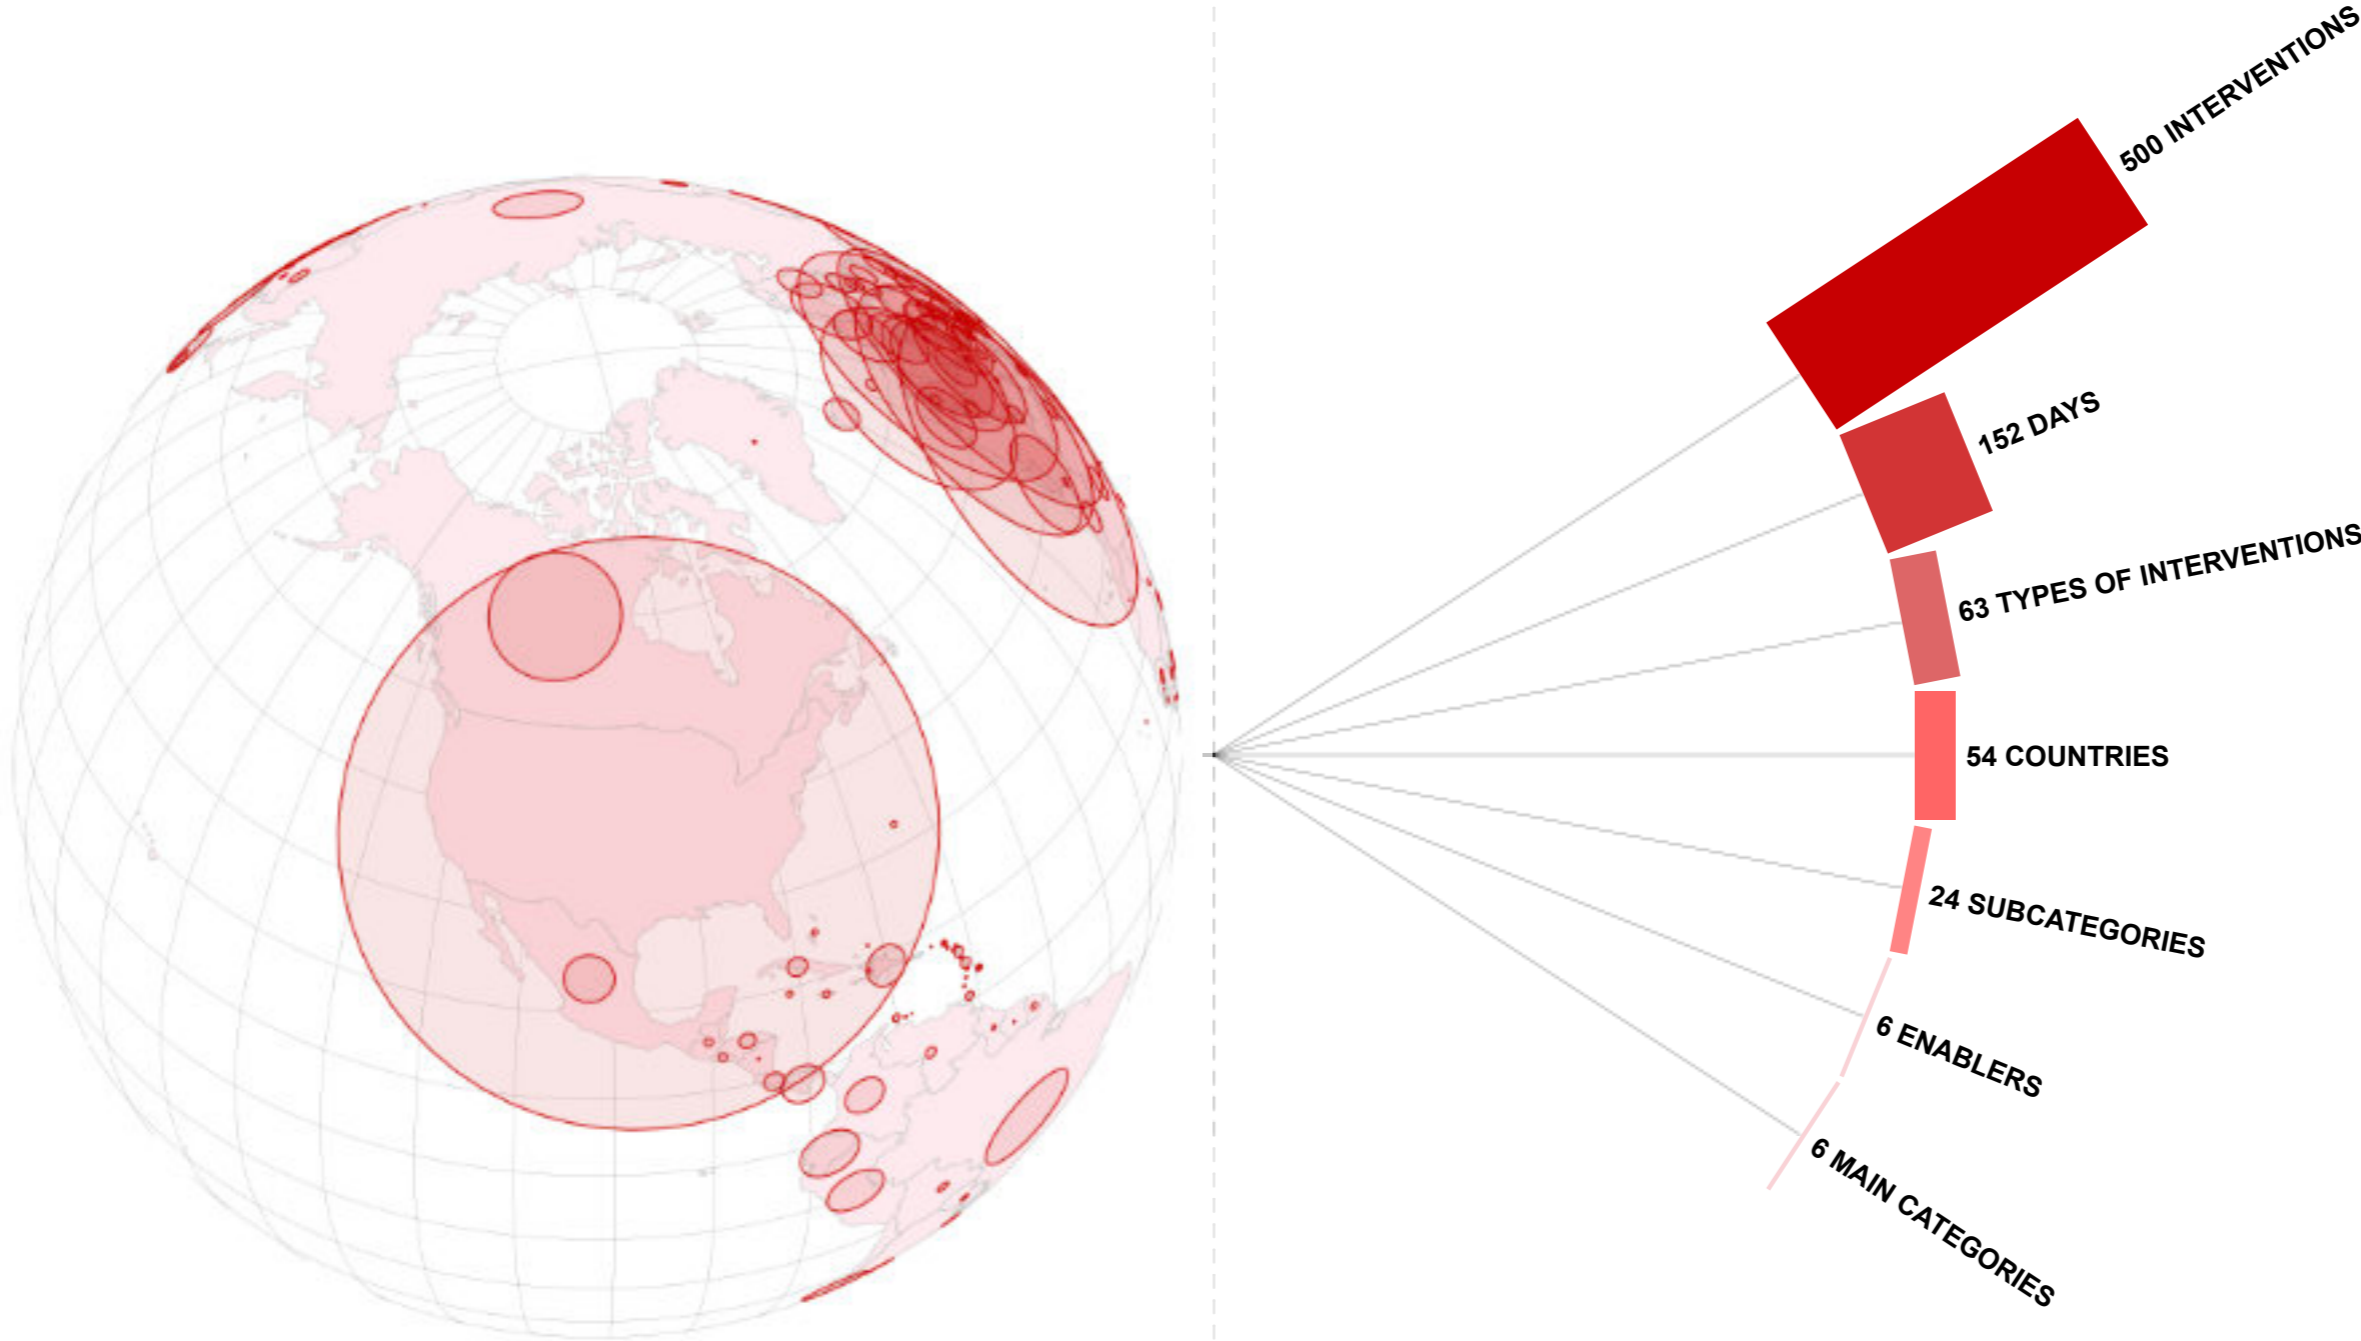 500 INTERVENTIONS
152 DAYS
63 TYPES OF INTERVENTIONS
54 COUNTRIES
24 SUBCATEGORIES
6 ENABLERS
6 MAIN CATEGORIES